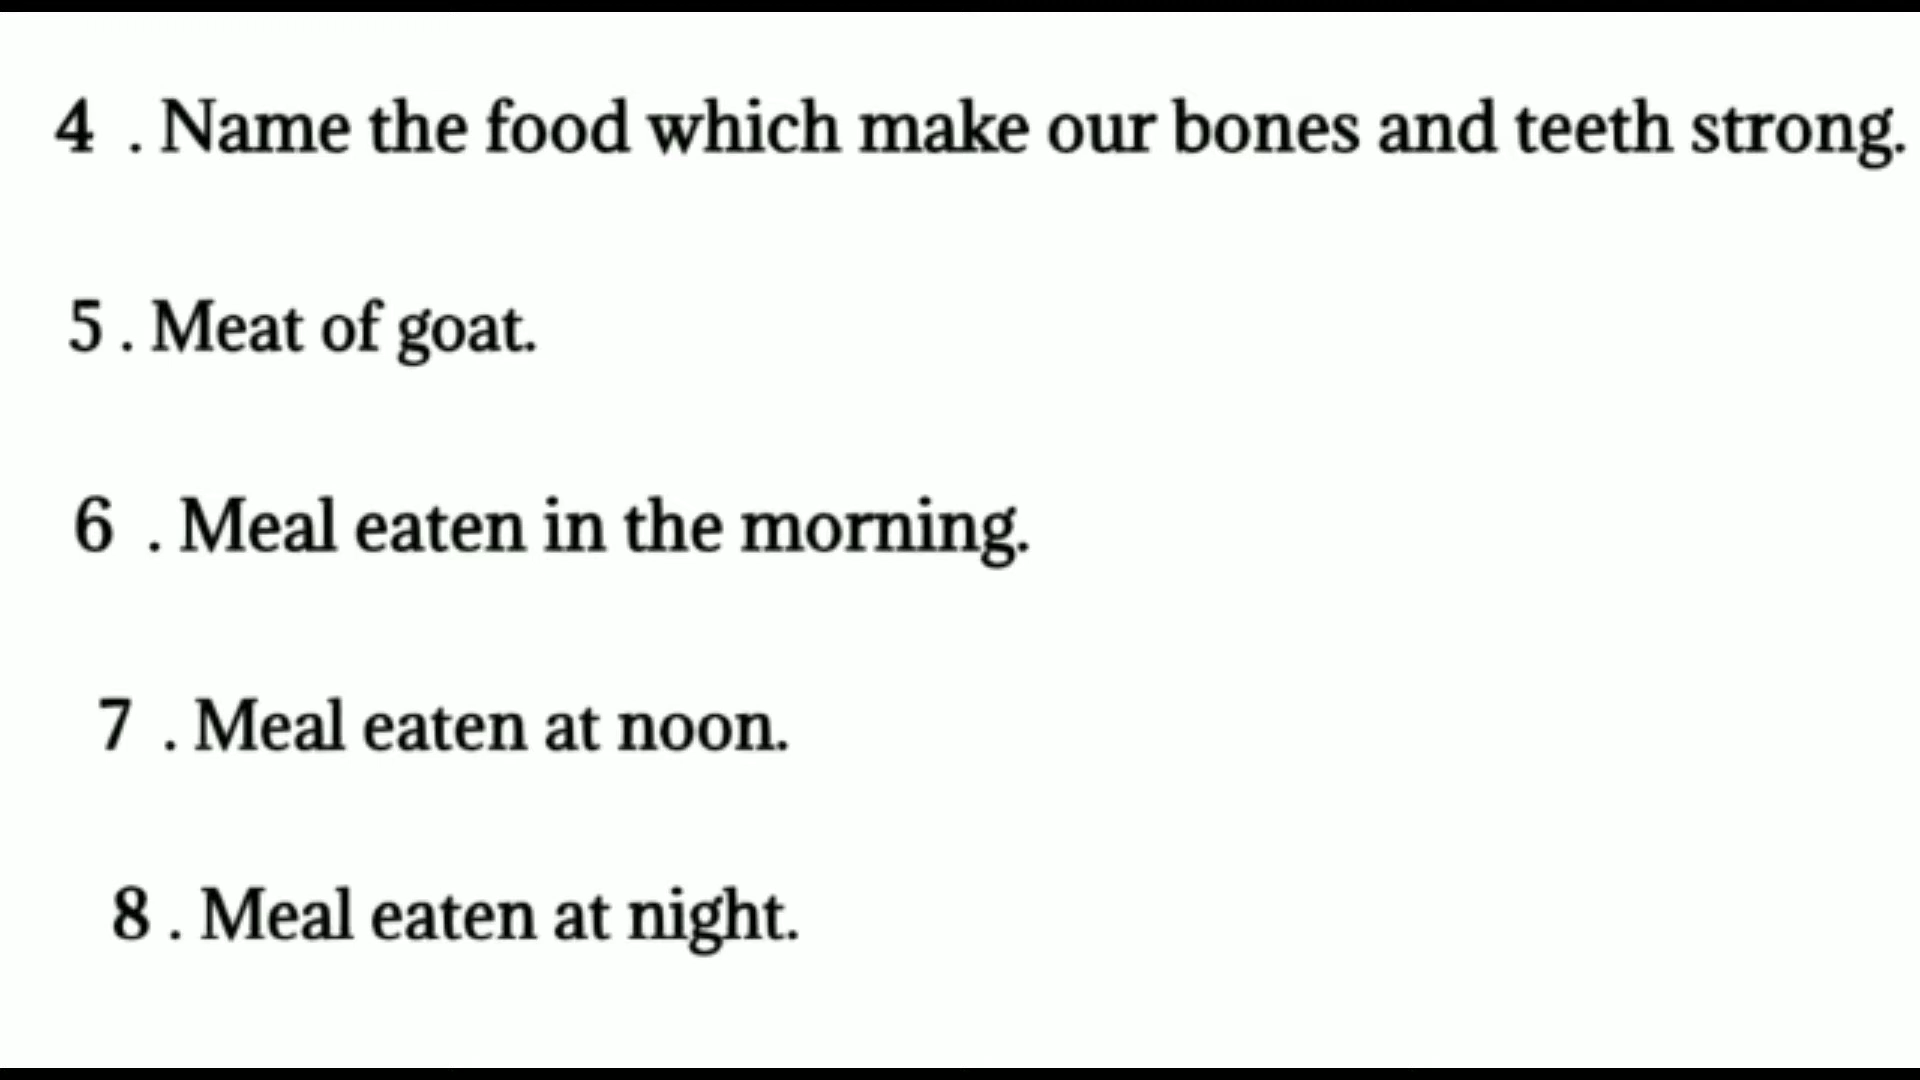 4 . Name the food which make our bones and teeth strong.
5 . Meat of goat.
6 . Meal eaten in the morning.
7 . Meal eaten at noon.
8 . Meal eaten at night.